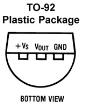 TO-92
Plastic Package
+VS VOUT GND
BOTTOM VIEW